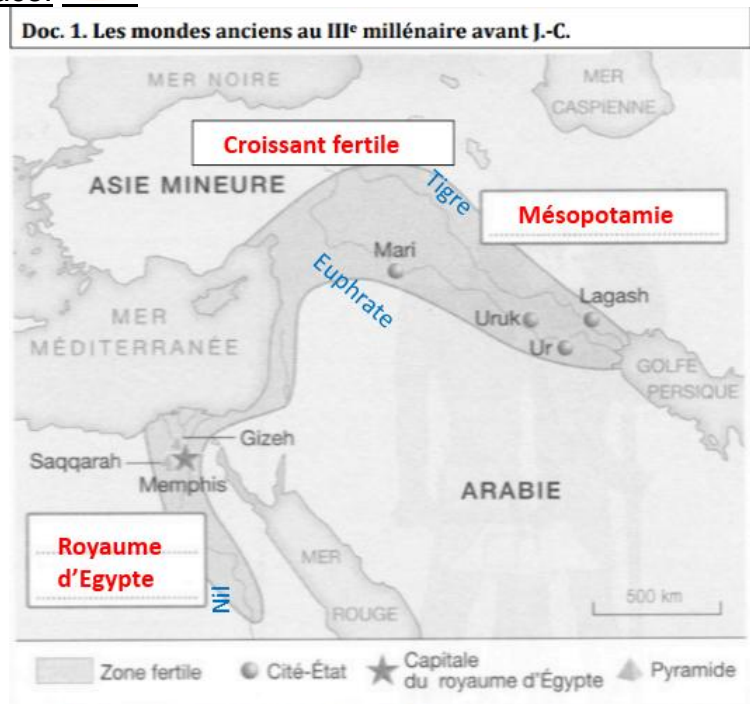 Doc. 1. Les mondes anciens au IIIᵉ millénaire avant J.-C.
MER NOIRE
MER
CASPIENNE
Croissant fertile
ASIE MINEURE
Tigre
Mésopotamie
Mari
Euphrate
Lagash
Uruk
Ur
MER
MÉDITERRANÉE
GOLFE
PERSIQUE
Gizeh
Saqqarah
Memphis
ARABIE
Royaume
d'Egypte
Nil
MER
ROUGE
500 km
Zone fertile
Cité-État
Capitale
du royaume d'Égypte
Pyramide